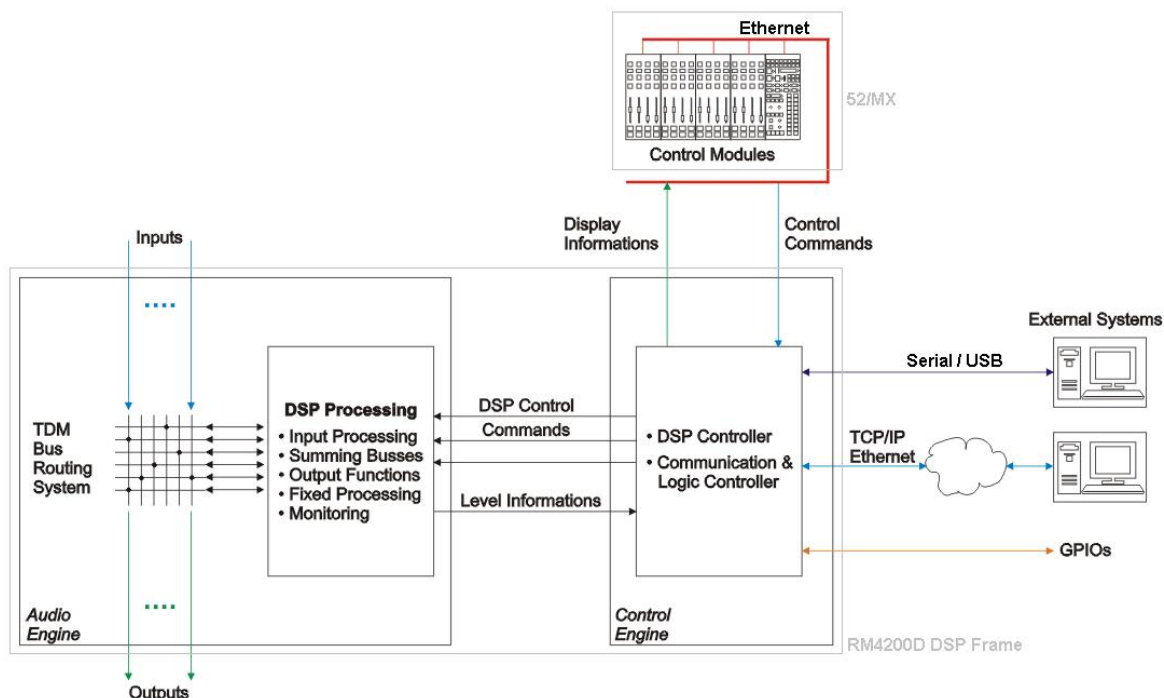 Ethernet
52/MX
Control Modules
Display
Informations
Control
Commands
Inputs
External Systems
Serial / USB
DSP Processing
• Input Processing
• Summing Busses
• Output Functions
• Fixed Processing
• Monitoring
TDM
Bus
Routing
System
DSP Control
Commands
Level Informations
• DSP Controller
• Communication &
Logic Controller
TCP/IP
Ethernet
GPIOs
Audio
Engine
Control
Engine
RM4200D DSP Frame
Outputs